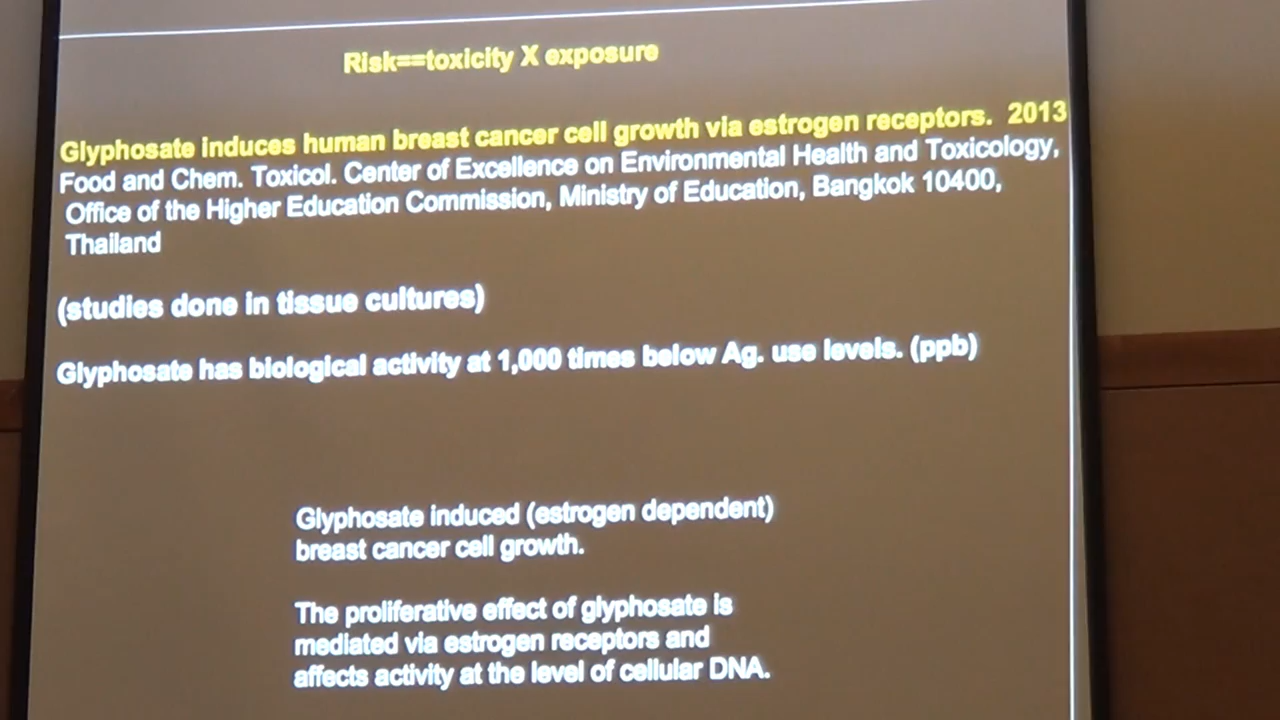 Risk==toxicity X exposure
Glyphosate induces human breast cancer cell growth via estrogen receptors. 2013
Food and Chem. Toxicol. Center of Excellence on Environmental Health and Toxicology,
Office of the Higher Education Commission, Ministry of Education, Bangkok 10400,
Thailand
(studies done in tissue cultures)
Glyphosate has biological activity at 1,000 times below Ag. use levels. (ppb)
Glyphosate induced (estrogen dependent)
breast cancer cell growth.
The proliferative effect of glyphosate is
mediated via estrogen receptors and
affects activity at the level of cellular DNA.